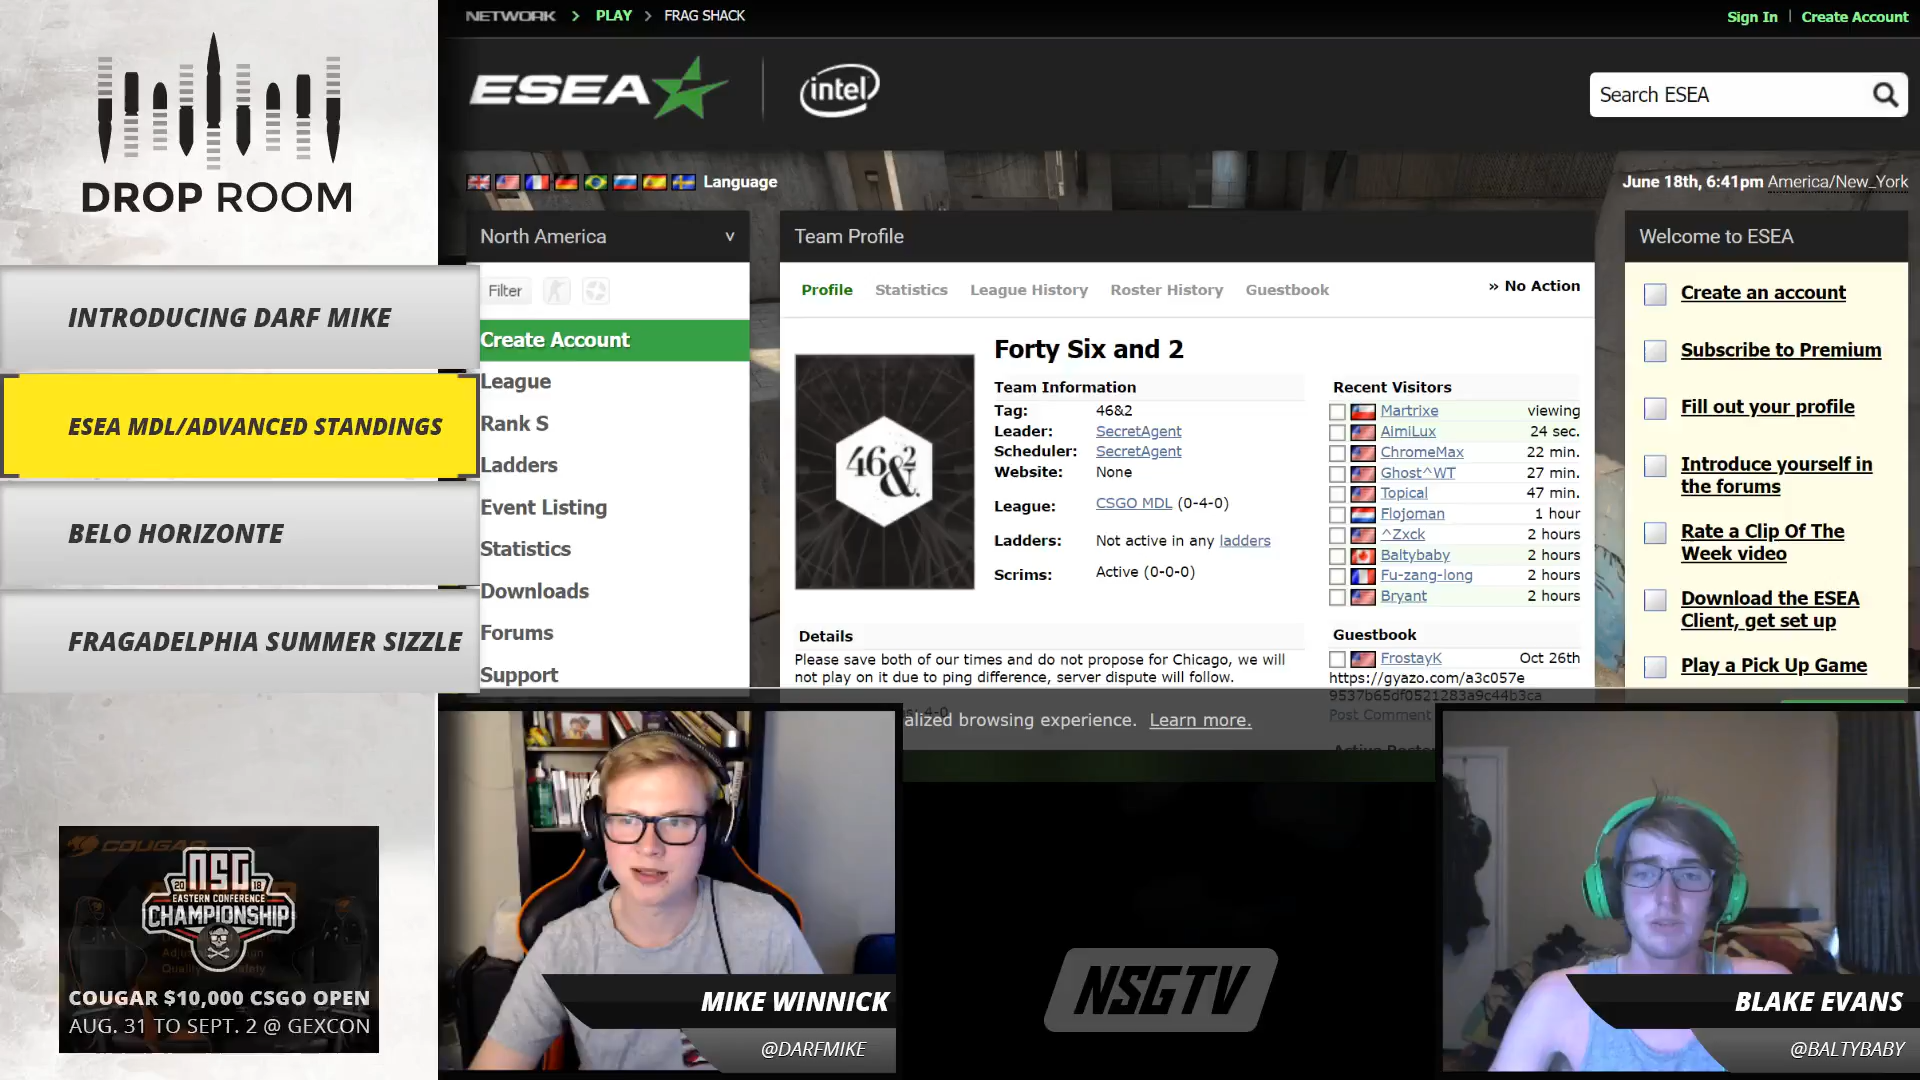 DROP ROOM
INTRODUCING DARF MIKE
ESEA MDL/ADVANCED STANDINGS
BELO HORIZONTE
FRAGADELPHIA SUMMER SIZZLE
COUGAR
NSG
20 18
EASTERN CONFERENCE
CHAMPIONSHIP
COUGAR $10,000 CSGO OPEN
AUG. 31 TO SEPT. 2 @ GEXCON
NETWORK > PLAY > FRAG SHACK
Sign In | Create Account
ESEA
intel
Search ESEA
Language
June 18th, 6:41pm America/New_York
North America v
Filter
Create Account
League
Rank S
Ladders
Event Listing
Statistics
Downloads
Forums
Support
Team Profile
Profile Statistics League History Roster History Guestbook
» No Action
46&2
Forty Six and 2
Team Information
Tag: 46&2
Leader: SecretAgent
Scheduler: SecretAgent
Website: None
League: CSGO MDL (0-4-0)
Ladders: Not active in any ladders
Scrims: Active (0-0-0)
Details
Please save both of our times and do not propose for Chicago, we will
not play on it due to ping difference, server dispute will follow.
4-0
Recent Visitors
Martrixe viewing
AimiLux 24 sec.
ChromeMax 22 min.
Ghost^WT 27 min.
Topical 47 min.
Flojoman 1 hour
^Zxck 2 hours
Baltybaby 2 hours
Fu-zang-long 2 hours
Bryant 2 hours
Guestbook
FrostayK Oct 26th
https://gyazo.com/a3c057e
9537b65df0521283a9c44b3ca
Post Comment
alized browsing experience. Learn more.
Welcome to ESEA
Create an account
Subscribe to Premium
Fill out your profile
Introduce yourself in
the forums
Rate a Clip Of The
Week video
Download the ESEA
Client, get set up
Play a Pick Up Game
MIKE WINNICK
@DARFMIKE
NSGTV
BLAKE EVANS
@BALTYBABY